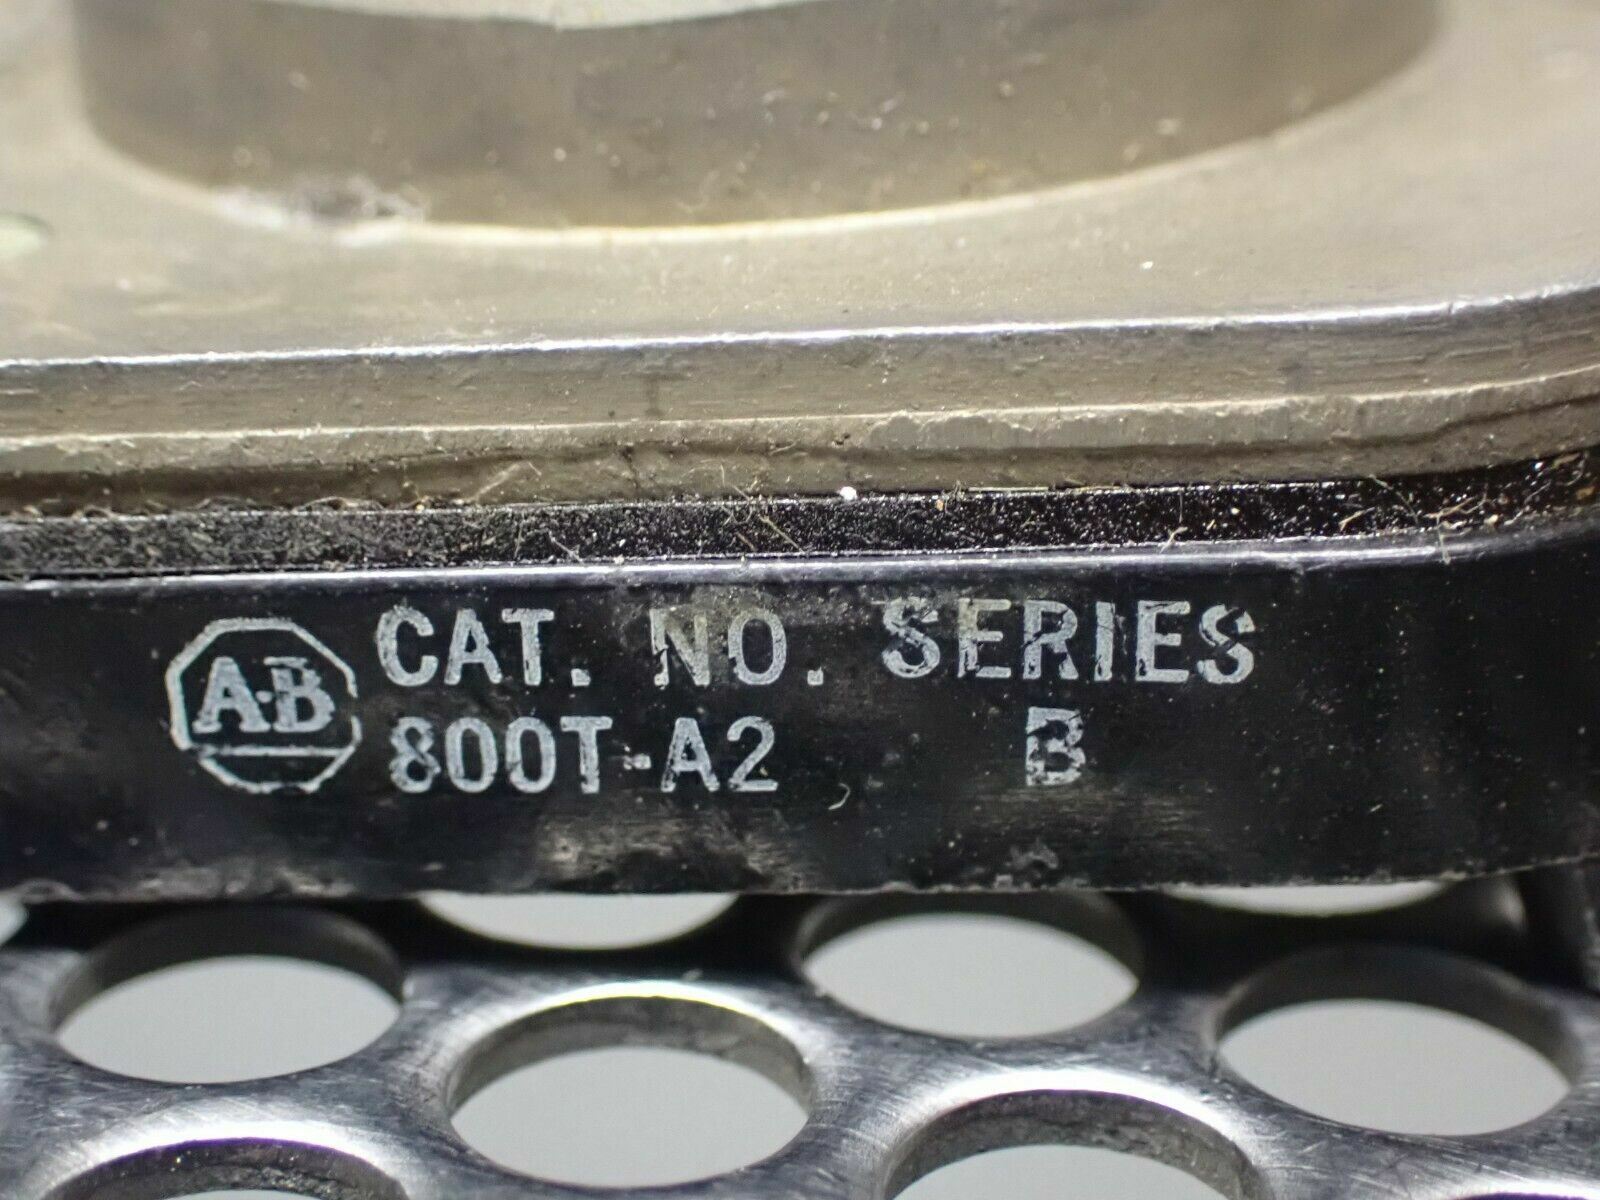 A-B
CAT. NO. SERIES
800T-A2 B